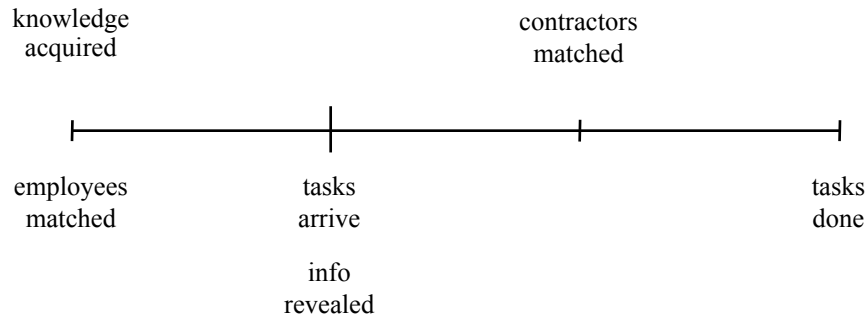 knowledge
acquired
contractors
matched
employees
matched
tasks
arrive
tasks
done
info
revealed